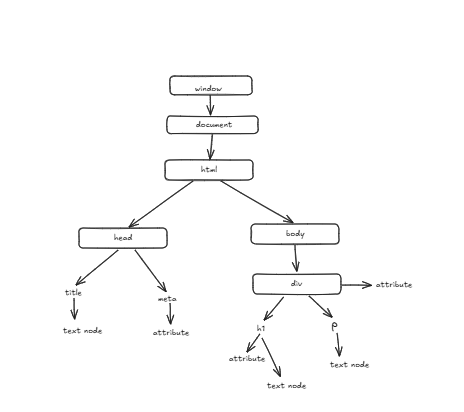 window
document
html
head
body
div
attribute
title
meta
h1
p
text node
attribute
attribute
text node
text node